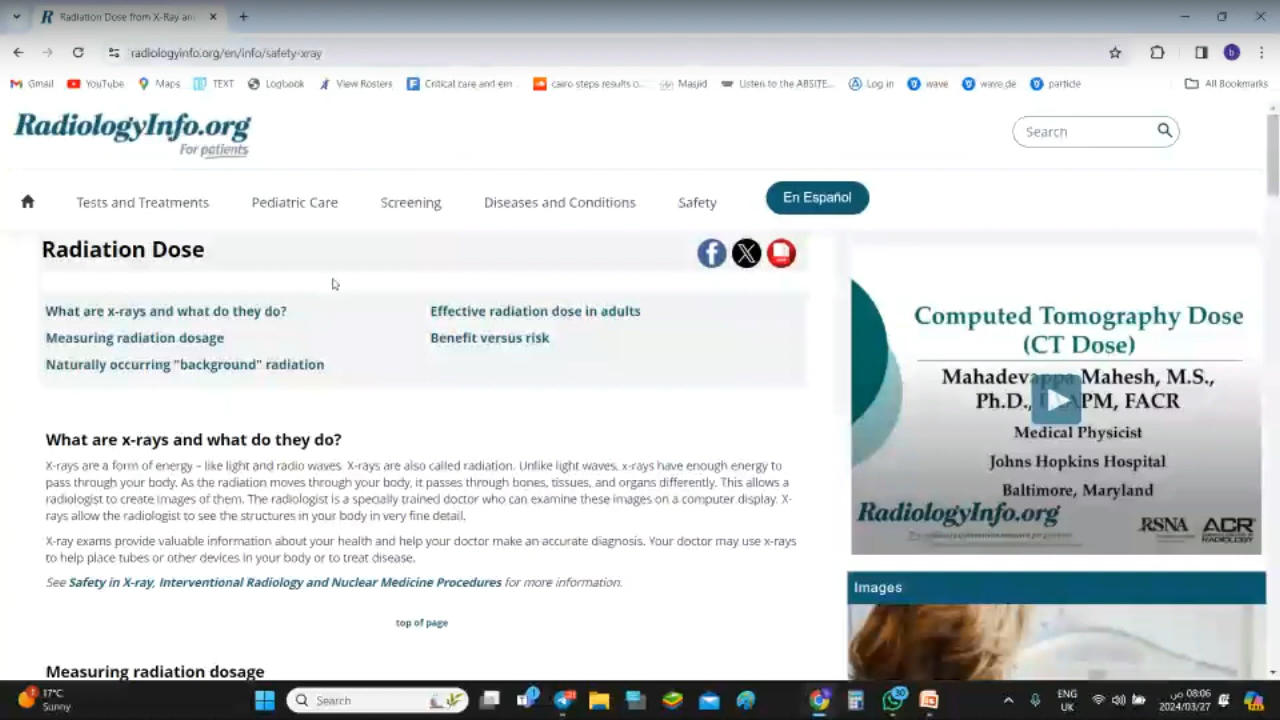 Radiation Dose from X-Ray an
radiologyinfo.org/en/info/safety-xray
Gmail YouTube Maps TEXT Logbook View Rosters Critical care and em... cairo steps results o... Masjid Listen to the ABSITE... Log in wave wave.de particle All Bookmarks
RadiologyInfo.org
For patients
Search
Tests and Treatments Pediatric Care Screening Diseases and Conditions Safety En Español
Radiation Dose
What are x-rays and what do they do? Effective radiation dose in adults
Measuring radiation dosage Benefit versus risk
Naturally occurring "background" radiation
What are x-rays and what do they do?
X-rays are a form of energy – like light and radio waves. X-rays are also called radiation. Unlike light waves, x-rays have enough energy to
pass through your body. As the radiation moves through your body, it passes through bones, tissues, and organs differently. This allows a
radiologist to create images of them. The radiologist is a specially trained doctor who can examine these images on a computer display. X-
rays allow the radiologist to see the structures in your body in very fine detail.
X-ray exams provide valuable information about your health and help your doctor make an accurate diagnosis. Your doctor may use x-rays
to help place tubes or other devices in your body or to treat disease.
See Safety in X-ray, Interventional Radiology and Nuclear Medicine Procedures for more information.
top of page
Measuring radiation dosage
Computed Tomography Dose
(CT Dose)
Mahadevappa Mahesh, M.S.,
Ph.D., FAAPM, FACR
Medical Physicist
Johns Hopkins Hospital
Baltimore, Maryland
RadiologyInfo.org
RSNA ACR
Images
17°C
Sunny
Search
30
ENG
UK
08:06 ص
2024/03/27